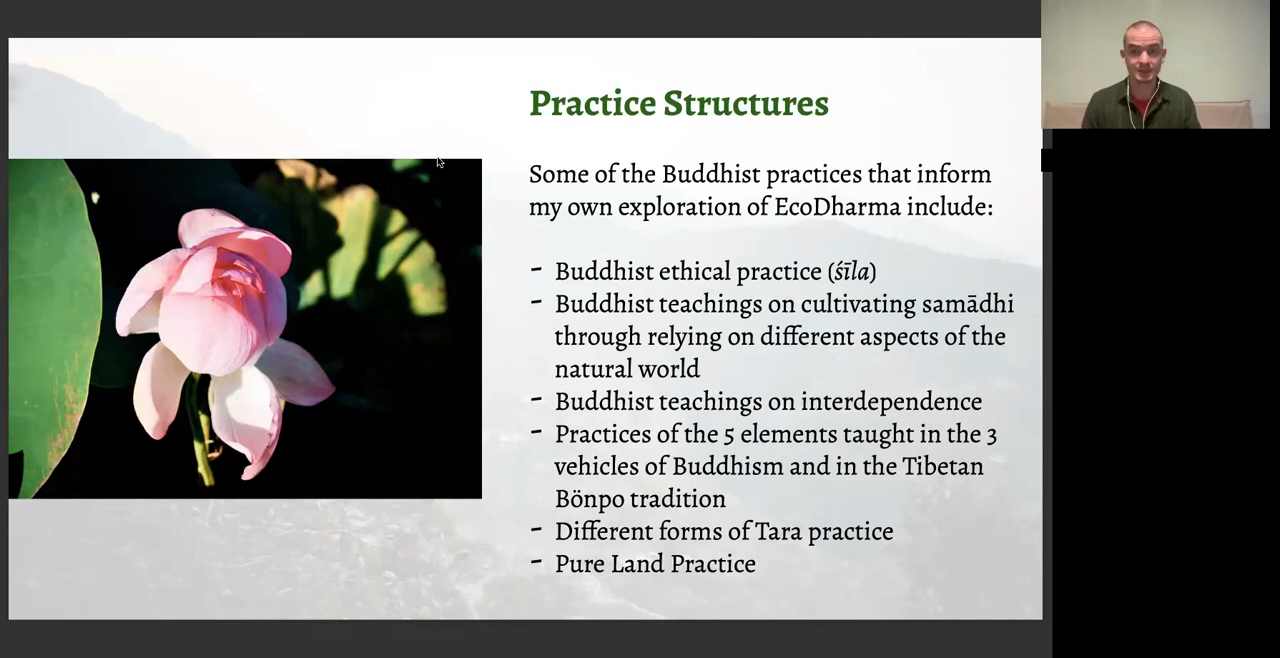 Practice Structures
Some of the Buddhist practices that inform
my own exploration of EcoDharma include:
- Buddhist ethical practice (śīla)
- Buddhist teachings on cultivating samādhi
through relying on different aspects of the
natural world
- Buddhist teachings on interdependence
- Practices of the 5 elements taught in the 3
vehicles of Buddhism and in the Tibetan
Bönpo tradition
- Different forms of Tara practice
- Pure Land Practice